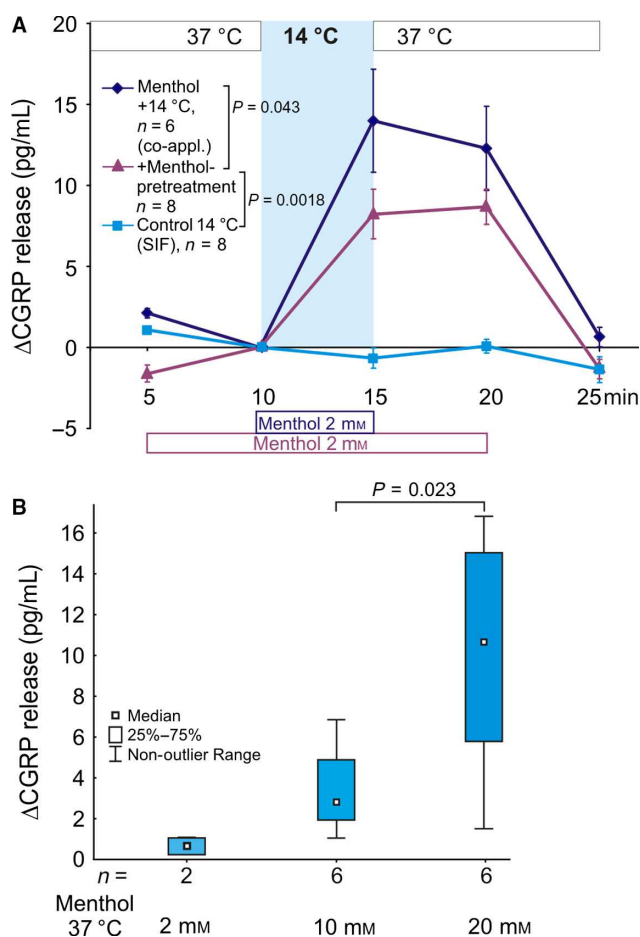 A
20
15
10
5
0
−5
ΔCGRP release (pg/mL)
37 °C
14 °C
37 °C
Menthol
+14 °C,
n = 6
(co-appl.)
P = 0.043
+Menthol-
pretreatment
n = 8
P = 0.0018
Control 14 °C
(SIF), n = 8
5 10 15 20 25min
Menthol 2 mM
Menthol 2 mM
B
P = 0.023
16
14
12
10
8
6
4
2
0
ΔCGRP release (pg/mL)
Median
25%–75%
Non-outlier Range
n = 2 6 6
Menthol
37 °C 2 mM 10 mM 20 mM